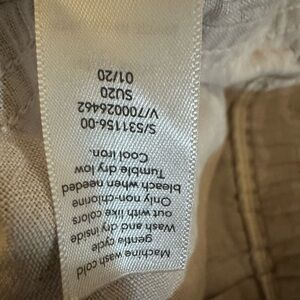 Machine wash cold
gentle cycle
Wash and dry inside
out with like colors
Only non-chlorine
bleach when needed
Tumble dry low
Cool iron.
S/531156-00
V/700026462
SU20
01/20